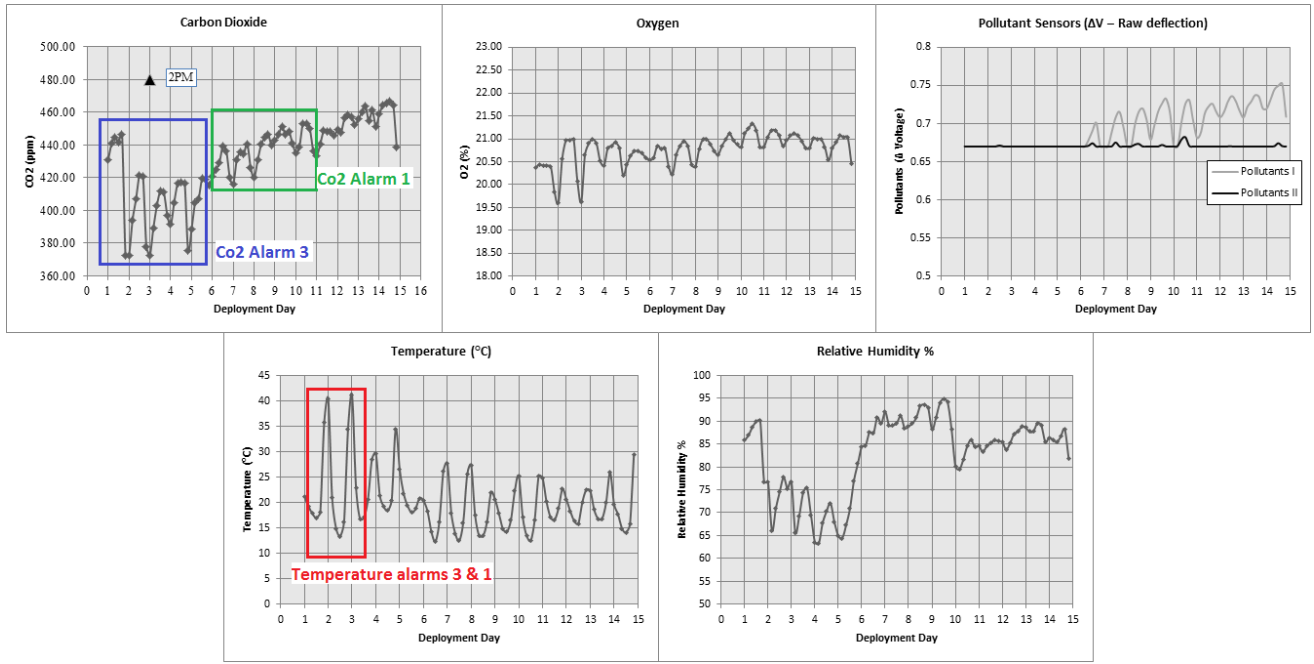 Carbon Dioxide
500.00
480.00
460.00
440.00
420.00
400.00
380.00
360.00
CO2 (ppm)
2PM
Co2 Alarm 1
Co2 Alarm 3
0 1 2 3 4 5 6 7 8 9 10 11 12 13 14 15 16
Deployment Day
Oxygen
23.00
22.50
22.00
21.50
21.00
20.50
20.00
19.50
19.00
18.50
18.00
O2 (%)
0 1 2 3 4 5 6 7 8 9 10 11 12 13 14 15
Deployment Day
Pollutant Sensors (ΔV – Raw deflection)
0.8
0.75
0.7
0.65
0.6
0.55
0.5
Pollutants (Δ Voltage)
Pollutants I
Pollutants II
0 1 2 3 4 5 6 7 8 9 10 11 12 13 14 15
Deployment Day
Temperature (°C)
45
40
35
30
25
20
15
10
5
0
Temperature (°C)
Temperature alarms 3 & 1
0 1 2 3 4 5 6 7 8 9 10 11 12 13 14 15
Deployment Day
Relative Humidity %
100
95
90
85
80
75
70
65
60
55
50
Relative Humidity %
0 1 2 3 4 5 6 7 8 9 10 11 12 13 14 15
Deployment Day